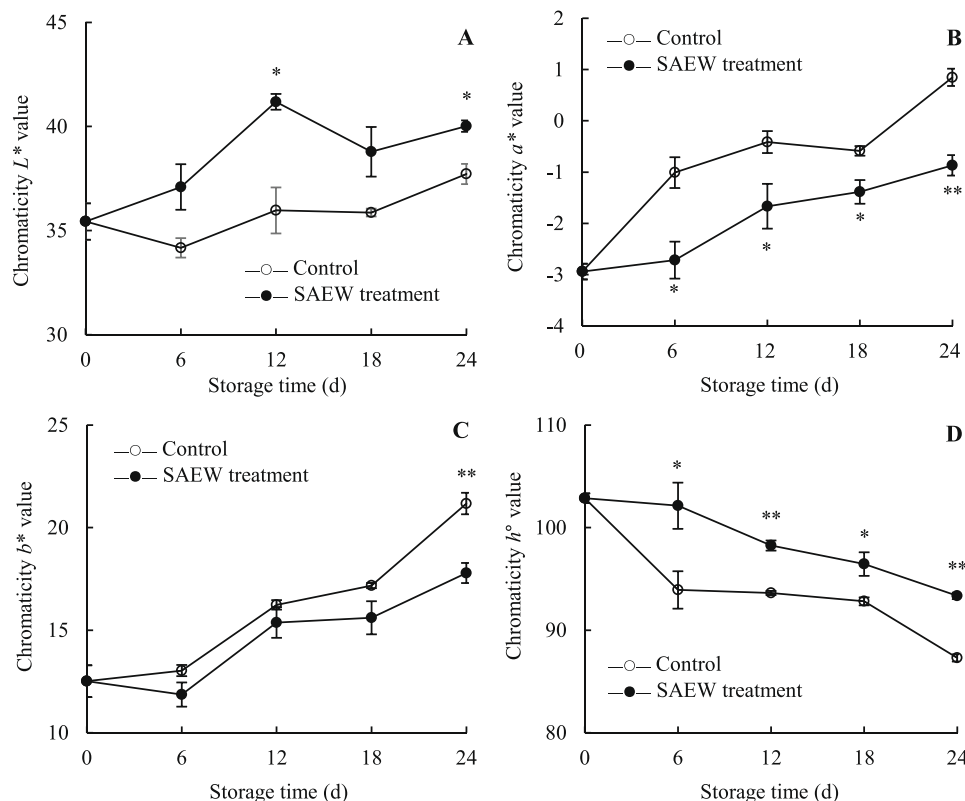 A
Chromaticity L* value
45
40
35
30
0 6 12 18 24
Storage time (d)
Control
SAEW treatment
*
*
B
Chromaticity a* value
2
1
0
-1
-2
-3
-4
0 6 12 18 24
Storage time (d)
Control
SAEW treatment
*
*
*
**
C
Chromaticity b* value
25
20
15
10
0 6 12 18 24
Storage time (d)
Control
SAEW treatment
**
D
Chromaticity h° value
110
100
90
80
0 6 12 18 24
Storage time (d)
Control
SAEW treatment
*
**
*
**